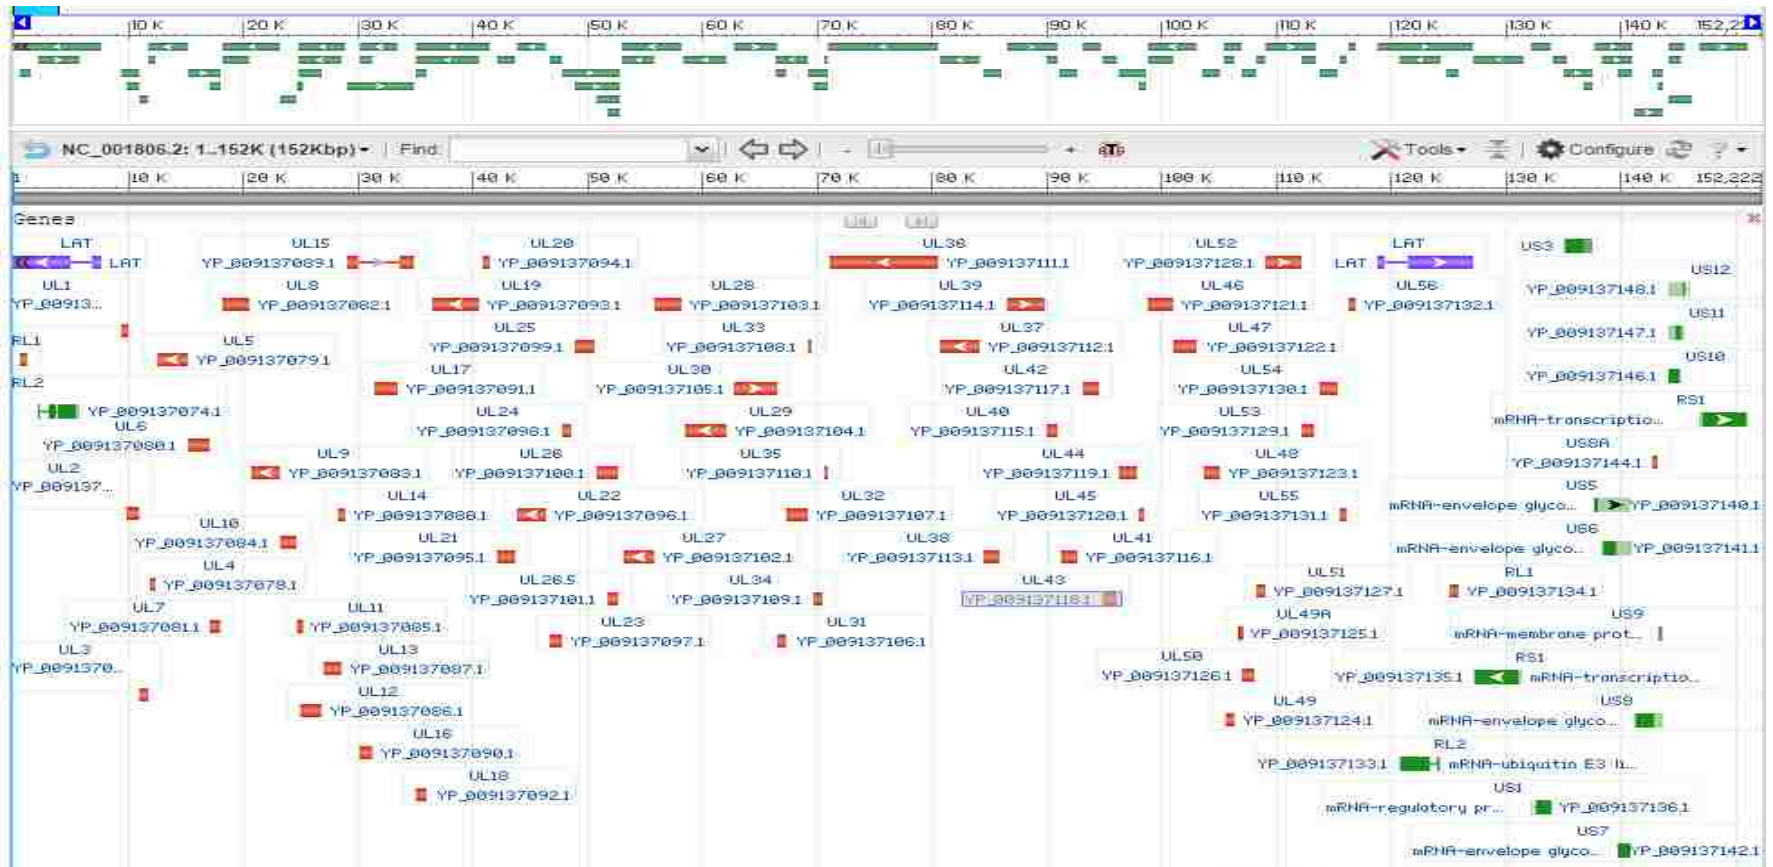 10 K 20 K 30 K 40 K 50 K 60 K 70 K 80 K 90 K 100 K 110 K 120 K 130 K 140 K
NC_001806.2: 1..152K (152Kbp) Find: - + ATG Tools Configure ?
1 10 K 20 K 30 K 40 K 50 K 60 K 70 K 80 K 90 K 100 K 110 K 120 K 130 K 140 K 152,222
Genes
LAT UL15 UL20 UL36 UL52 LAT US3
LAT YP_009137089.1 YP_009137094.1 YP_009137111.1 YP_009137128.1 LAT
UL1 UL8 UL19 UL28 UL39 UL46 UL56 US12
YP_00913... YP_009137082.1 YP_009137093.1 YP_009137103.1 YP_009137114.1 YP_009137121.1 YP_009137132.1 YP_009137148.1
RL1 UL5 UL25 UL33 UL37 UL47 US11
YP_009137079.1 YP_009137099.1 YP_009137108.1 YP_009137112.1 YP_009137122.1 YP_009137147.1
RL2 UL17 UL30 UL42 UL54 US10
YP_009137091.1 YP_009137105.1 YP_009137117.1 YP_009137130.1 YP_009137146.1
YP_009137074.1 UL24 UL29 UL40 UL53 RS1
UL6 YP_009137098.1 YP_009137104.1 YP_009137115.1 YP_009137129.1 mRNA-transcriptio...
YP_009137080.1 UL9 UL26 UL35 UL44 UL48 US8A
UL2 YP_009137083.1 YP_009137100.1 YP_009137110.1 YP_009137119.1 YP_009137123.1 YP_009137144.1
YP_009137... UL14 UL22 UL32 UL45 UL55 US5
YP_009137088.1 YP_009137096.1 YP_009137107.1 YP_009137120.1 YP_009137131.1 mRNA-envelope glyco... YP_009137140.1
UL10 UL21 UL27 UL38 UL41 US6
YP_009137084.1 YP_009137095.1 YP_009137102.1 YP_009137113.1 YP_009137116.1 mRNA-envelope glyco... YP_009137141.1
UL4 UL26.5 UL34 UL43 UL51 RL1
YP_009137078.1 YP_009137101.1 YP_009137109.1 YP_009137118.1 YP_009137127.1 YP_009137134.1
UL7 UL11 UL23 UL31 UL49A US9
YP_009137081.1 YP_009137085.1 YP_009137097.1 YP_009137106.1 YP_009137125.1 mRNA-membrane prot...
UL3 UL13 UL50 RS1
YP_0091370... YP_009137087.1 YP_009137126.1 YP_009137135.1 mRNA-transcriptio...
UL12 UL49 US8
YP_009137086.1 YP_009137124.1 mRNA-envelope glyco...
UL16 RL2
YP_009137090.1 YP_009137133.1 mRNA-ubiquitin E3 li...
UL18 US1
YP_009137092.1 mRNA-regulatory pr... YP_009137136.1
US7
mRNA-envelope glyco... YP_009137142.1